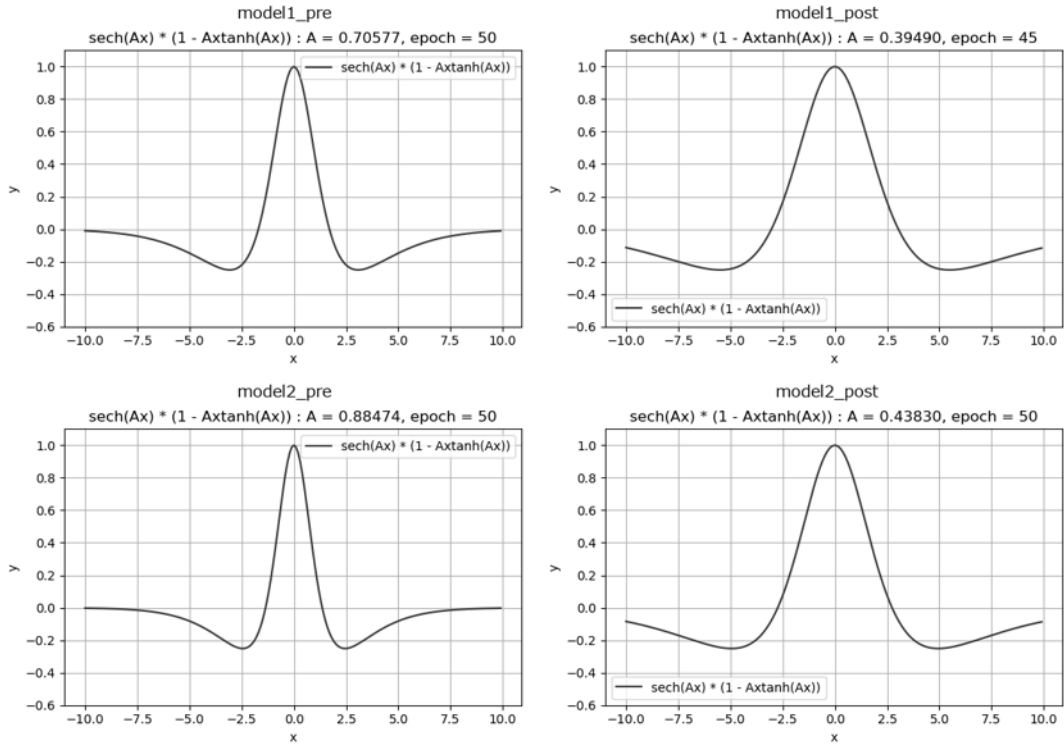 model1_pre
sech(Ax) * (1 - Axtanh(Ax)) : A = 0.70577, epoch = 50
sech(Ax) * (1 - Axtanh(Ax))
1.0
0.8
0.6
0.4
0.2
0.0
−0.2
−0.4
−0.6
y
−10.0 −7.5 −5.0 −2.5 0.0 2.5 5.0 7.5 10.0
x
model1_post
sech(Ax) * (1 - Axtanh(Ax)) : A = 0.39490, epoch = 45
1.0
0.8
0.6
0.4
0.2
0.0
−0.2
−0.4
−0.6
y
sech(Ax) * (1 - Axtanh(Ax))
−10.0 −7.5 −5.0 −2.5 0.0 2.5 5.0 7.5 10.0
x
model2_pre
sech(Ax) * (1 - Axtanh(Ax)) : A = 0.88474, epoch = 50
sech(Ax) * (1 - Axtanh(Ax))
1.0
0.8
0.6
0.4
0.2
0.0
−0.2
−0.4
−0.6
y
−10.0 −7.5 −5.0 −2.5 0.0 2.5 5.0 7.5 10.0
x
model2_post
sech(Ax) * (1 - Axtanh(Ax)) : A = 0.43830, epoch = 50
1.0
0.8
0.6
0.4
0.2
0.0
−0.2
−0.4
−0.6
y
sech(Ax) * (1 - Axtanh(Ax))
−10.0 −7.5 −5.0 −2.5 0.0 2.5 5.0 7.5 10.0
x